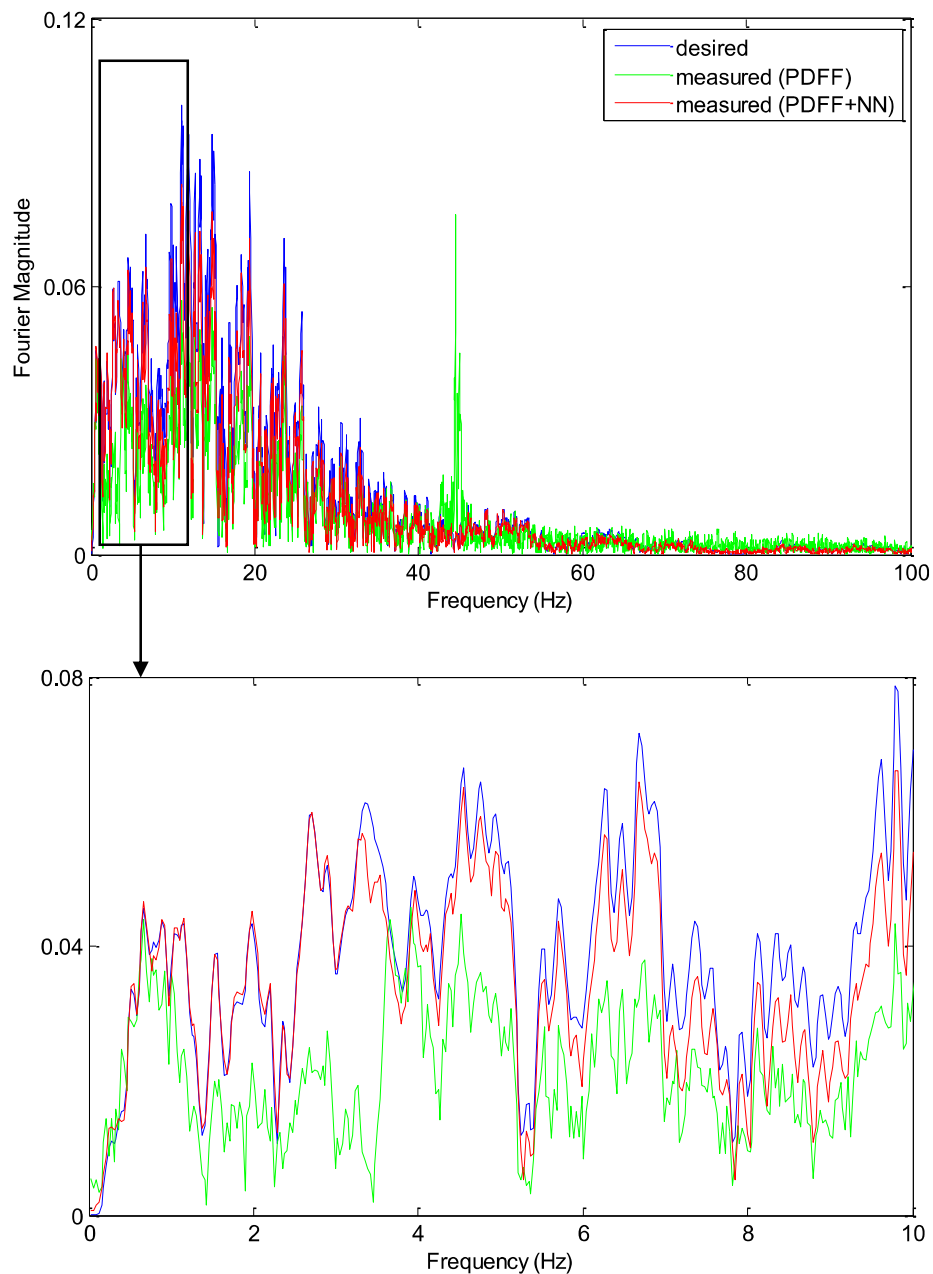 0.12
desired
measured (PDFF)
measured (PDFF+NN)
Fourier Magnitude
0.06
0
0 20 40 60 80 100
Frequency (Hz)
0.08
0.04
0
0 2 4 6 8 10
Frequency (Hz)